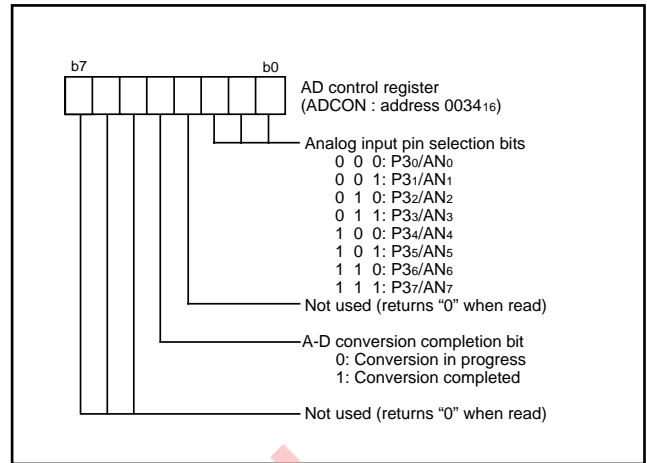 b7 b0
AD control register
(ADCON : address 003416)
Analog input pin selection bits
0 0 0: P30/AN0
0 0 1: P31/AN1
0 1 0: P32/AN2
0 1 1: P33/AN3
1 0 0: P34/AN4
1 0 1: P35/AN5
1 1 0: P36/AN6
1 1 1: P37/AN7
Not used (returns “0” when read)
A-D conversion completion bit
0: Conversion in progress
1: Conversion completed
Not used (returns “0” when read)